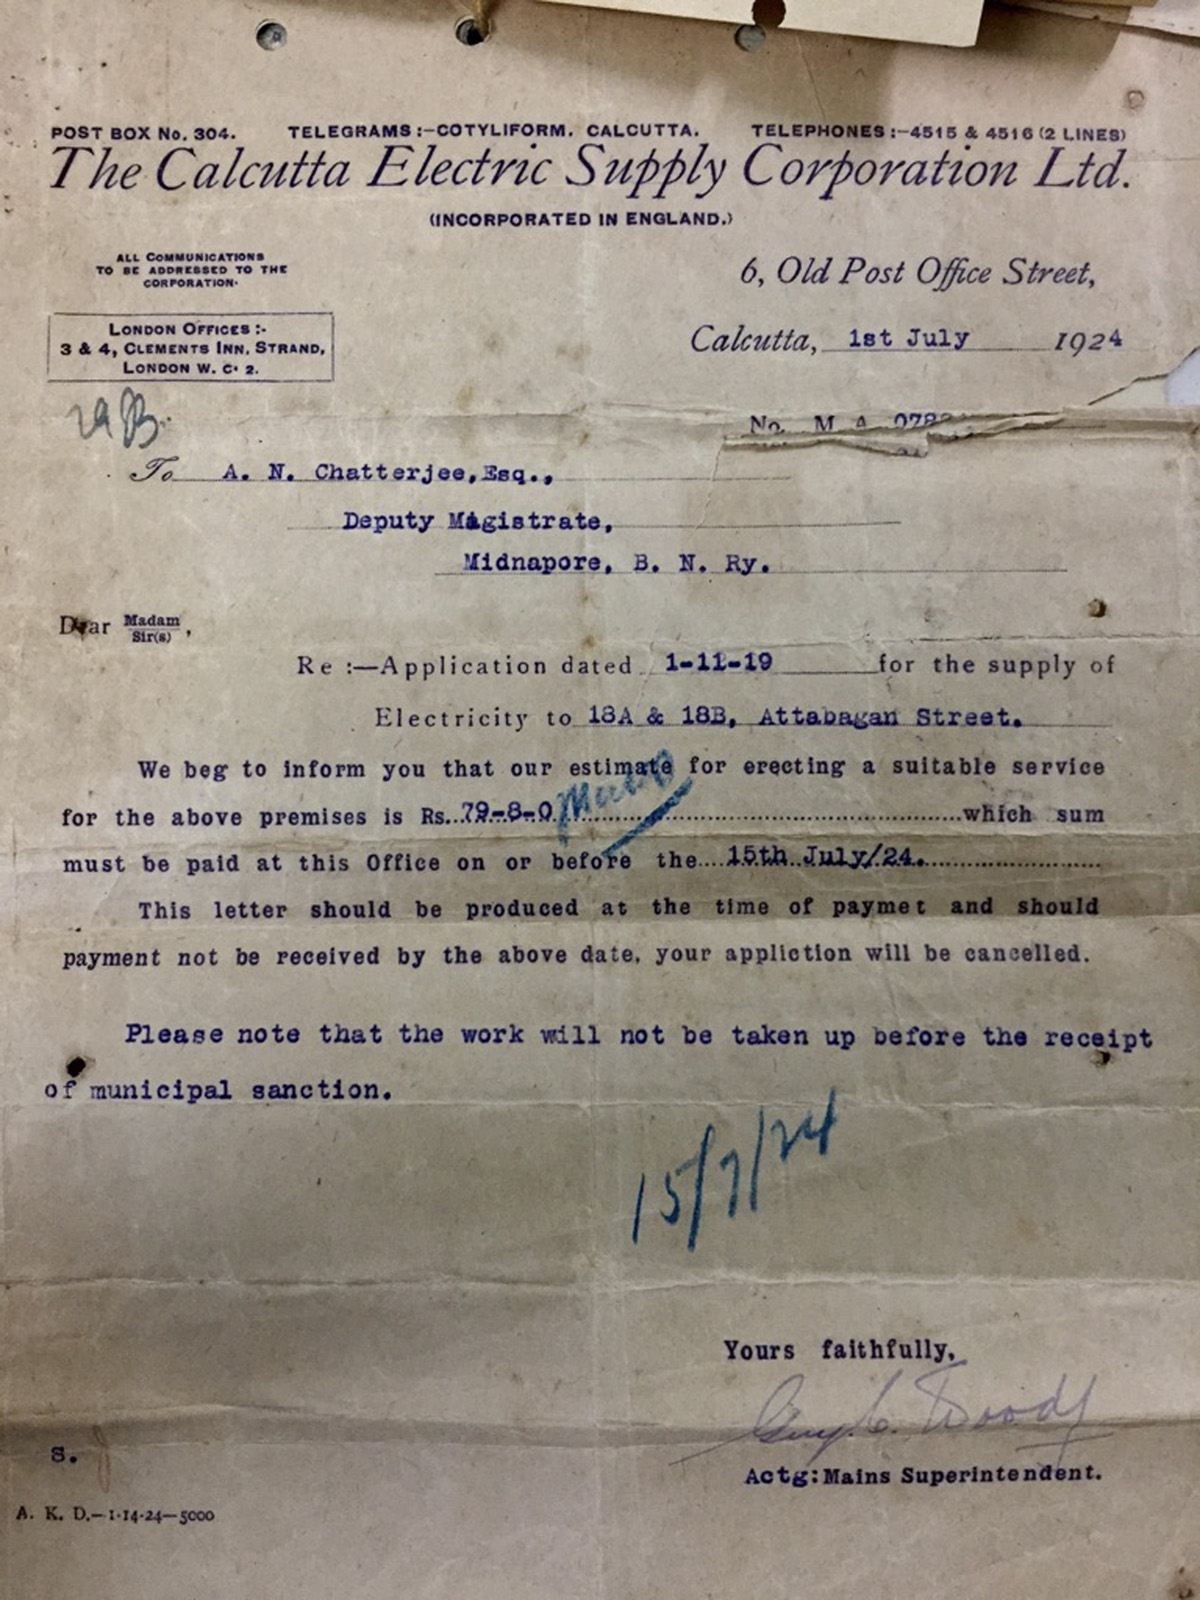 POST BOX No. 304. TELEGRAMS :-COTYLIFORM. CALCUTTA. TELEPHONES :-4515 & 4516 (2 LINES)
The Calcutta Electric Supply Corporation Ltd.
(INCORPORATED IN ENGLAND.)
ALL COMMUNICATIONS
TO BE ADDRESSED TO THE
CORPORATION.
6, Old Post Office Street,
LONDON OFFICES :-
3 & 4, CLEMENTS INN, STRAND,
LONDON W. C. 2.
Calcutta, 1st July 1924
No. M A
To A. N. Chatterjee, Esq.,
Deputy Magistrate,
Midnapore, B. N. Ry.
Dear Madam
Sir(s) ,
Re :—Application dated 1-11-19 for the supply of
Electricity to 18A & 18B, Attabagan Street.
We beg to inform you that our estimate for erecting a suitable service
for the above premises is Rs. 79-8-0 which sum
must be paid at this Office on or before the 15th July/24.
This letter should be produced at the time of paymet and should
payment not be received by the above date, your appliction will be cancelled.
Please note that the work will not be taken up before the receipt
of municipal sanction.
15/7/24
Yours faithfully,
S.
Actg:Mains Superintendent.
A. K. D.—1-14-24—5000